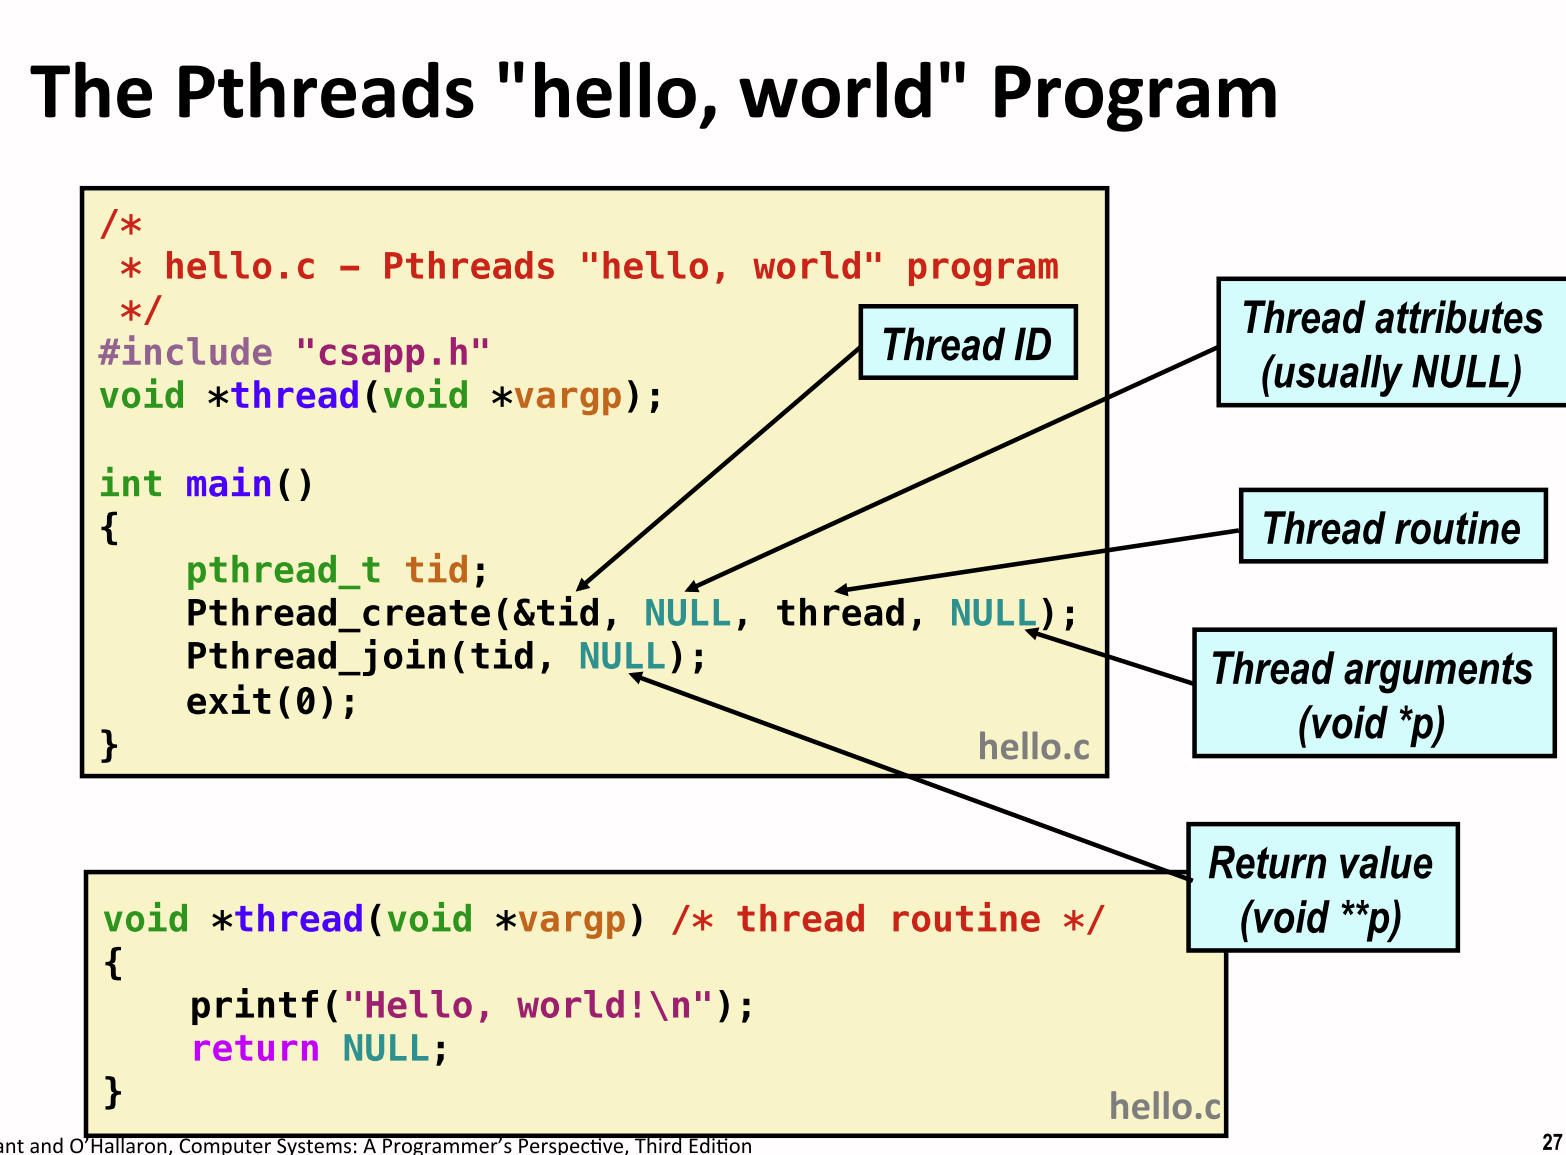 The Pthreads "hello, world" Program
/*
 * hello.c - Pthreads "hello, world" program
 */
#include "csapp.h"
void *thread(void *vargp);
int main()
{
    pthread_t tid;
    Pthread_create(&tid, NULL, thread, NULL);
    Pthread_join(tid, NULL);
    exit(0);
}
hello.c
Thread ID
Thread attributes
(usually NULL)
Thread routine
Thread arguments
(void *p)
Return value
(void **p)
void *thread(void *vargp) /* thread routine */
{
    printf("Hello, world!\n");
    return NULL;
}
hello.c
and O'Hallaron, Computer Systems: A Programmer's Perspective, Third Edition
27